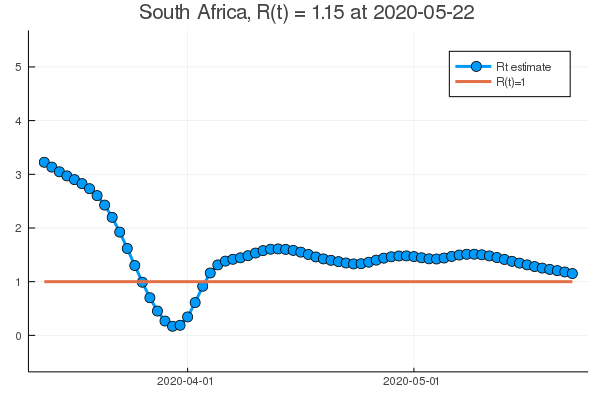 South Africa, R(t) = 1.15 at 2020-05-22
5
4
3
2
1
0
Rt estimate
R(t)=1
2020-04-01
2020-05-01